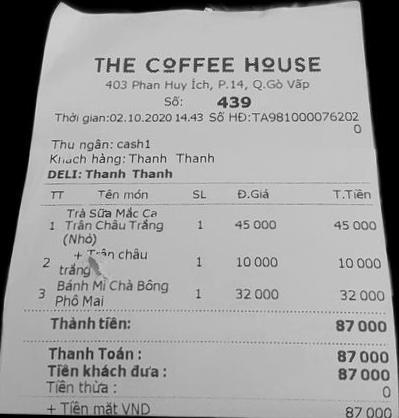 THE COFFEE HOUSE
403 Phan Huy Ích, P.14, Q.Gò Vấp
Số: 439
Thời gian:02.10.2020 14.43 Số HĐ:TA981000076202
0
Thu ngân: cash1
Khách hàng: Thanh Thanh
DELI: Thanh Thanh
TT Tên món SL Đ.Giá T.Tiền
Trà Sữa Mắc Ca
1 Trân Châu Trắng 1 45 000 45 000
(Nhỏ)
2 + Trân châu 1 10 000 10 000
trắng
3 Bánh Mì Chà Bông 1 32 000 32 000
Phô Mai
Thành tiền: 87 000
Thanh Toán : 87 000
Tiền khách đưa : 87 000
Tiền thừa : 0
+ Tiền mặt VND 87 000